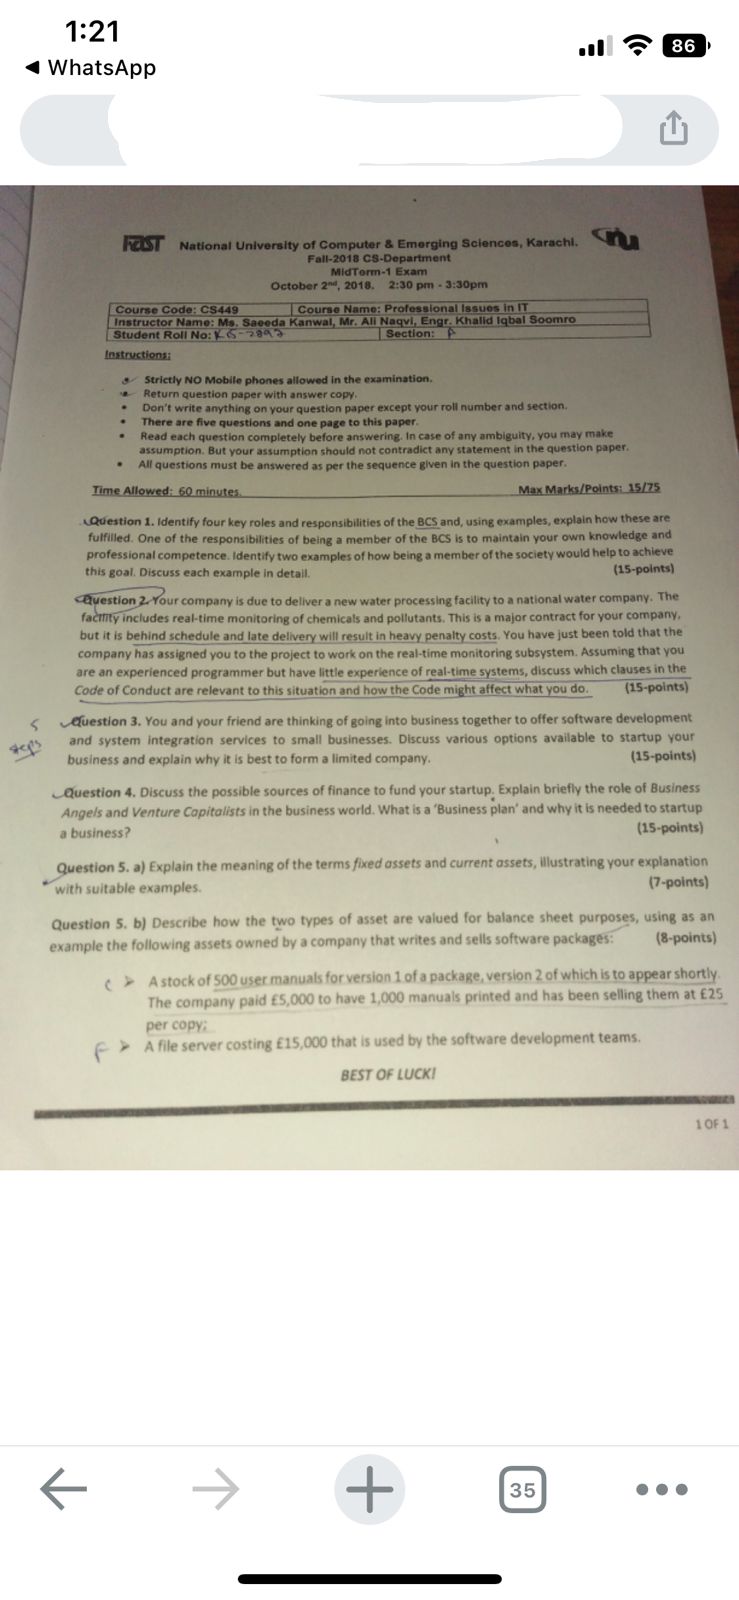 1:21
86
WhatsApp
FAST National University of Computer & Emerging Sciences, Karachi. nu
Fall-2018 CS-Department
MidTerm-1 Exam
October 2nd, 2018. 2:30 pm - 3:30pm
Course Code: CS449 Course Name: Professional Issues in IT
Instructor Name: Ms. Saeeda Kanwal, Mr. Ali Naqvi, Engr. Khalid Iqbal Soomro
Student Roll No: Section: A
Instructions:
• Strictly NO Mobile phones allowed in the examination.
• Return question paper with answer copy.
• Don't write anything on your question paper except your roll number and section.
• There are five questions and one page to this paper.
• Read each question completely before answering. In case of any ambiguity, you may make
assumption. But your assumption should not contradict any statement in the question paper.
• All questions must be answered as per the sequence given in the question paper.
Time Allowed: 60 minutes. Max Marks/Points: 15/75
Question 1. Identify four key roles and responsibilities of the BCS and, using examples, explain how these are
fulfilled. One of the responsibilities of being a member of the BCS is to maintain your own knowledge and
professional competence. Identify two examples of how being a member of the society would help to achieve
this goal. Discuss each example in detail. (15-points)
Question 2. Your company is due to deliver a new water processing facility to a national water company. The
facility includes real-time monitoring of chemicals and pollutants. This is a major contract for your company,
but it is behind schedule and late delivery will result in heavy penalty costs. You have just been told that the
company has assigned you to the project to work on the real-time monitoring subsystem. Assuming that you
are an experienced programmer but have little experience of real-time systems, discuss which clauses in the
Code of Conduct are relevant to this situation and how the Code might affect what you do. (15-points)
5 Question 3. You and your friend are thinking of going into business together to offer software development
steps and system integration services to small businesses. Discuss various options available to startup your
business and explain why it is best to form a limited company. (15-points)
Question 4. Discuss the possible sources of finance to fund your startup. Explain briefly the role of Business
Angels and Venture Capitalists in the business world. What is a 'Business plan' and why it is needed to startup
a business? (15-points)
Question 5. a) Explain the meaning of the terms fixed assets and current assets, illustrating your explanation
with suitable examples. (7-points)
Question 5. b) Describe how the two types of asset are valued for balance sheet purposes, using as an
example the following assets owned by a company that writes and sells software packages: (8-points)
C ➢ A stock of 500 user manuals for version 1 of a package, version 2 of which is to appear shortly.
The company paid £5,000 to have 1,000 manuals printed and has been selling them at £25
per copy;
F ➢ A file server costing £15,000 that is used by the software development teams.
BEST OF LUCK!
1 OF 1
35